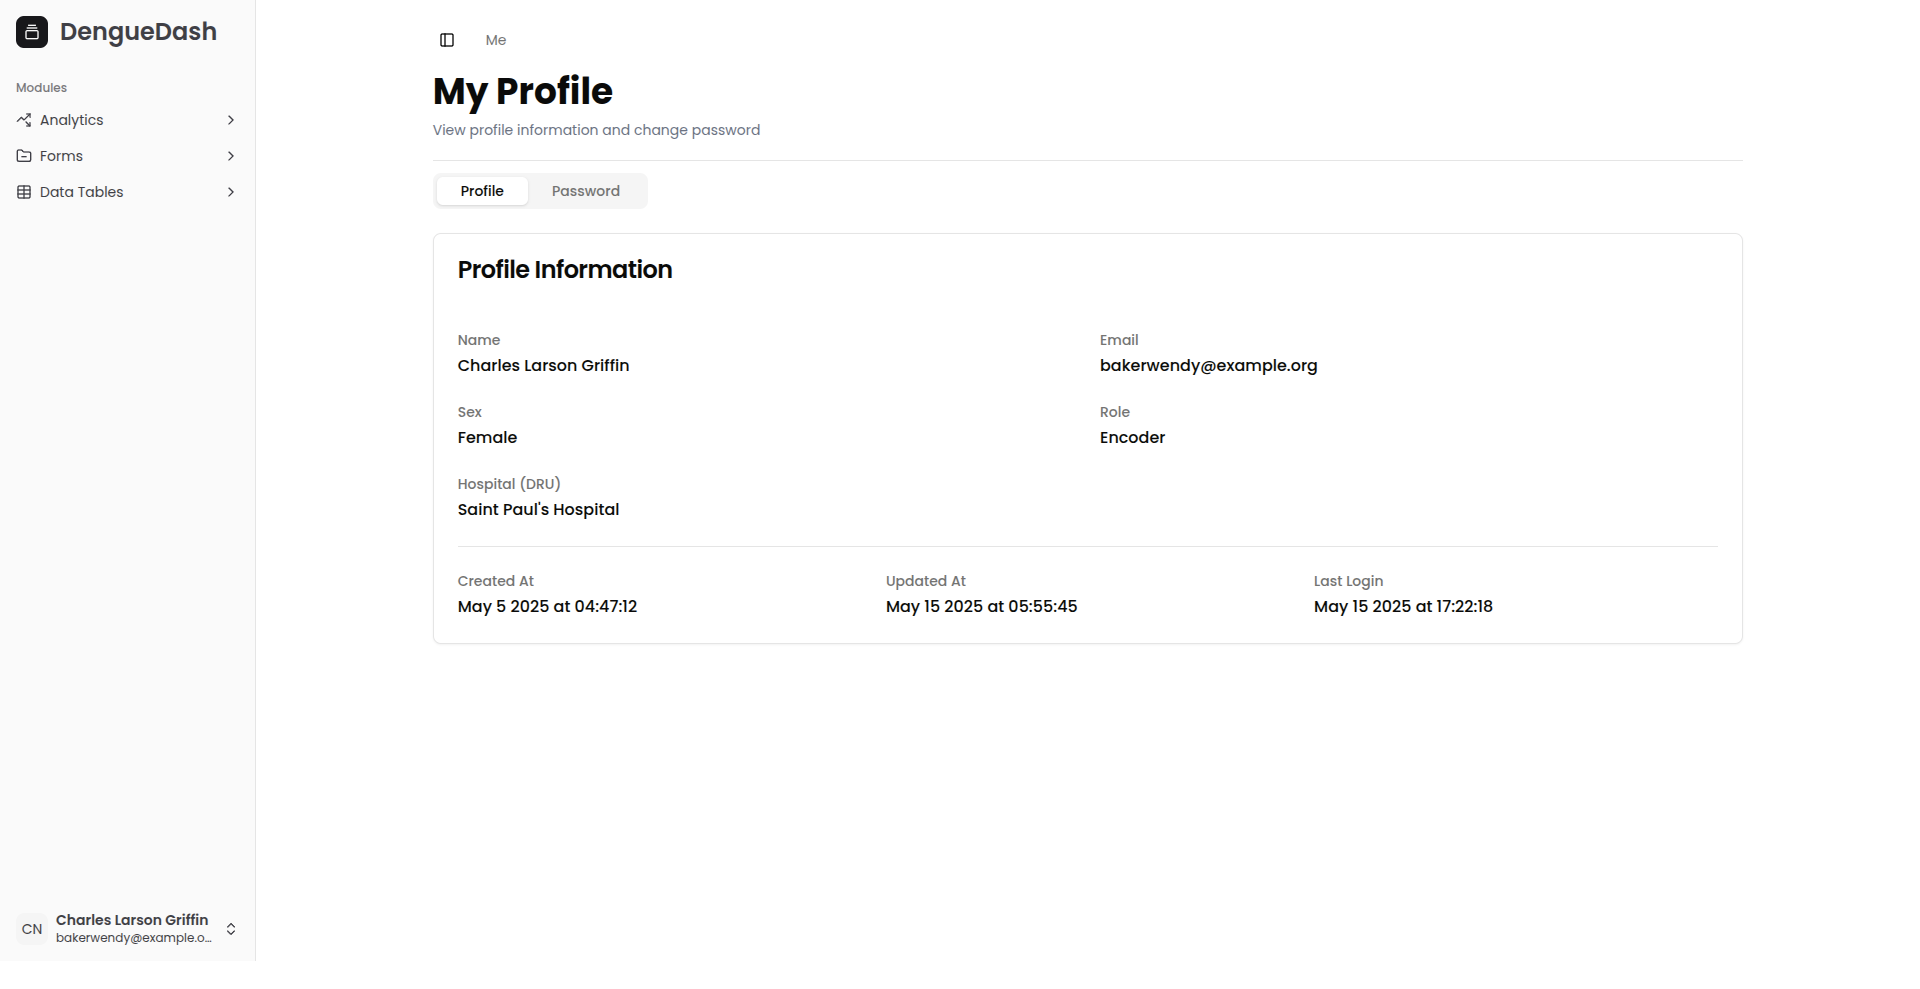 DengueDash
Modules
Analytics
Forms
Data Tables
Me
My Profile
View profile information and change password
Profile
Password
Profile Information
Name
Charles Larson Griffin
Email
bakerwendy@example.org
Sex
Female
Role
Encoder
Hospital (DRU)
Saint Paul's Hospital
Created At
May 5 2025 at 04:47:12
Updated At
May 15 2025 at 05:55:45
Last Login
May 15 2025 at 17:22:18
CN
Charles Larson Griffin
bakerwendy@example.o...